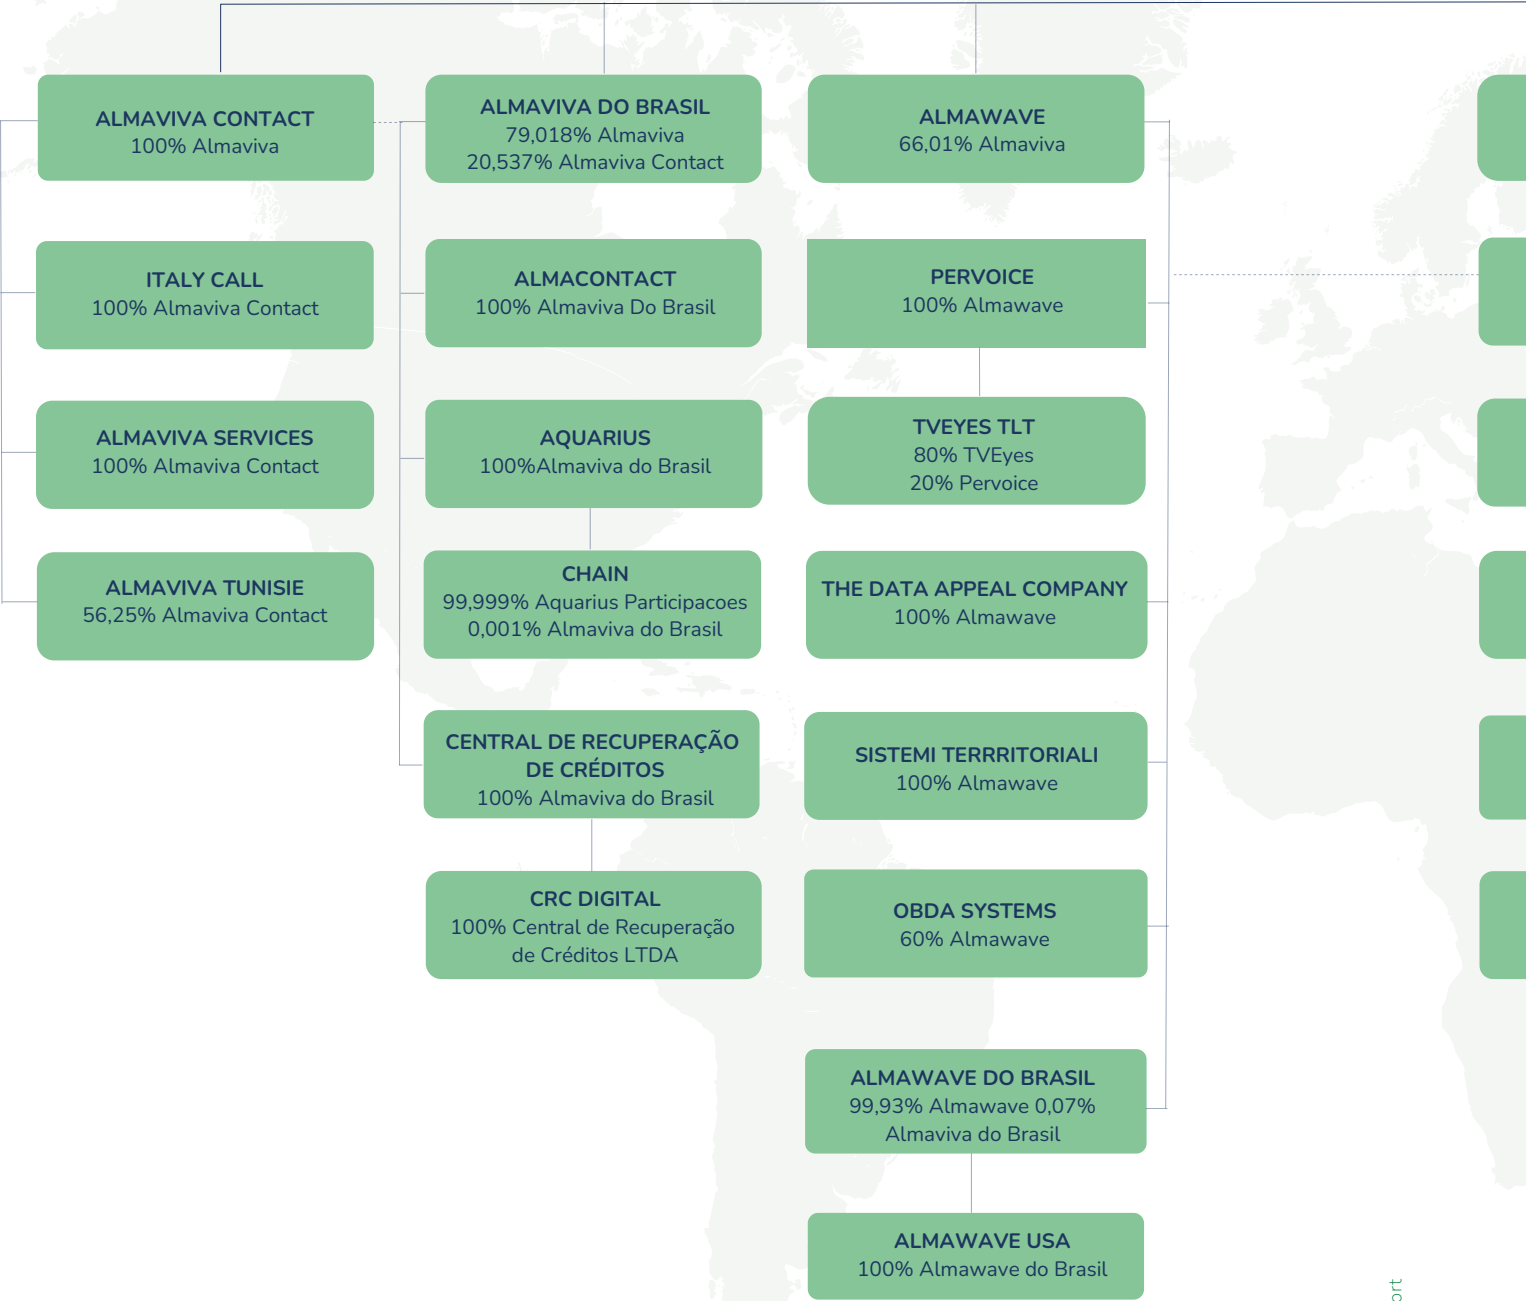 ALMAVIVA CONTACT
100% Almaviva
ITALY CALL
100% Almaviva Contact
ALMAVIVA SERVICES
100% Almaviva Contact
ALMAVIVA TUNISIE
56,25% Almaviva Contact
ALMAVIVA DO BRASIL
79,018% Almaviva
20,537% Almaviva Contact
ALMACONTACT
100% Almaviva Do Brasil
AQUARIUS
100%Almaviva do Brasil
CHAIN
99,999% Aquarius Participacoes
0,001% Almaviva do Brasil
CENTRAL DE RECUPERAÇÃO
DE CRÉDITOS
100% Almaviva do Brasil
CRC DIGITAL
100% Central de Recuperação
de Créditos LTDA
ALMAWAVE
66,01% Almaviva
PERVOICE
100% Almawave
TVEYES TLT
80% TVEyes
20% Pervoice
THE DATA APPEAL COMPANY
100% Almawave
SISTEMI TERRRITORIALI
100% Almawave
OBDA SYSTEMS
60% Almawave
ALMAWAVE DO BRASIL
99,93% Almawave 0,07%
Almaviva do Brasil
ALMAWAVE USA
100% Almawave do Brasil